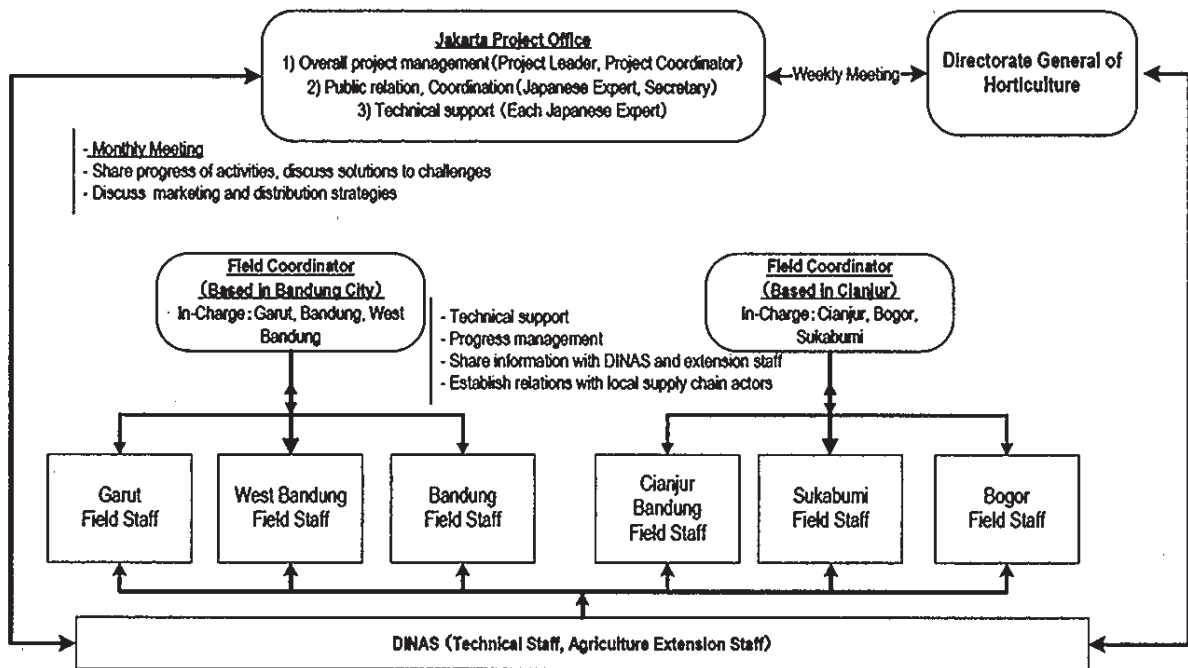 Jakarta Project Office
1) Overall project management (Project Leader, Project Coordinator)
2) Public relation, Coordination (Japanese Expert, Secretary)
3) Technical support (Each Japanese Expert)
Weekly Meeting
Directorate General of
Horticulture
- Monthly Meeting
- Share progress of activities, discuss solutions to challenges
- Discuss marketing and distribution strategies
Field Coordinator
(Based in Bandung City)
In-Charge: Garut, Bandung, West
Bandung
- Technical support
- Progress management
- Share information with DINAS and extension staff
- Establish relations with local supply chain actors
Field Coordinator
(Based in Cianjur)
In-Charge: Cianjur, Bogor,
Sukabumi
Garut
Field Staff
West Bandung
Field Staff
Bandung
Field Staff
Cianjur
Bandung
Field Staff
Sukabumi
Field Staff
Bogor
Field Staff
DINAS (Technical Staff, Agriculture Extension Staff)